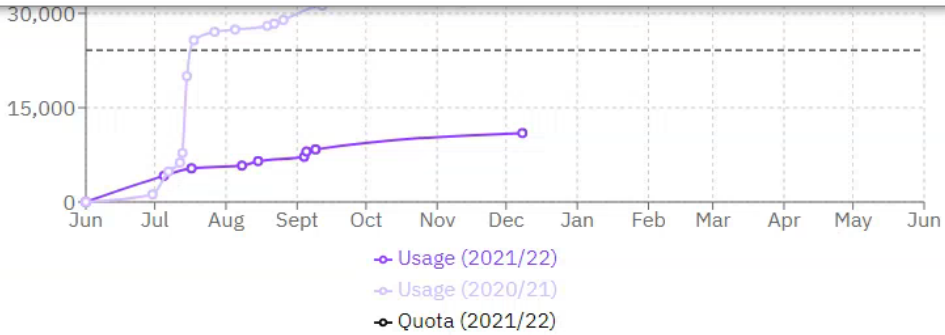 30,000
15,000
0
Jun Jul Aug Sept Oct Nov Dec Jan Feb Mar Apr May Jun
Usage (2021/22)
Usage (2020/21)
Quota (2021/22)